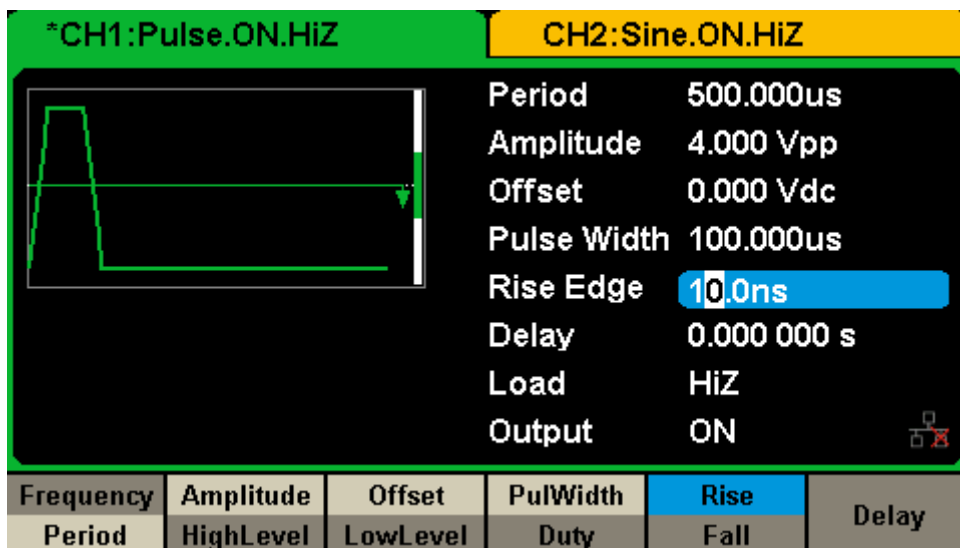 *CH1:Pulse.ON.HiZ CH2:Sine.ON.HiZ
Period 500.000us
Amplitude 4.000 Vpp
Offset 0.000 Vdc
Pulse Width 100.000us
Rise Edge 10.0ns
Delay 0.000 000 s
Load HiZ
Output ON
Frequency Amplitude Offset PulWidth Rise Delay
Period HighLevel LowLevel Duty Fall